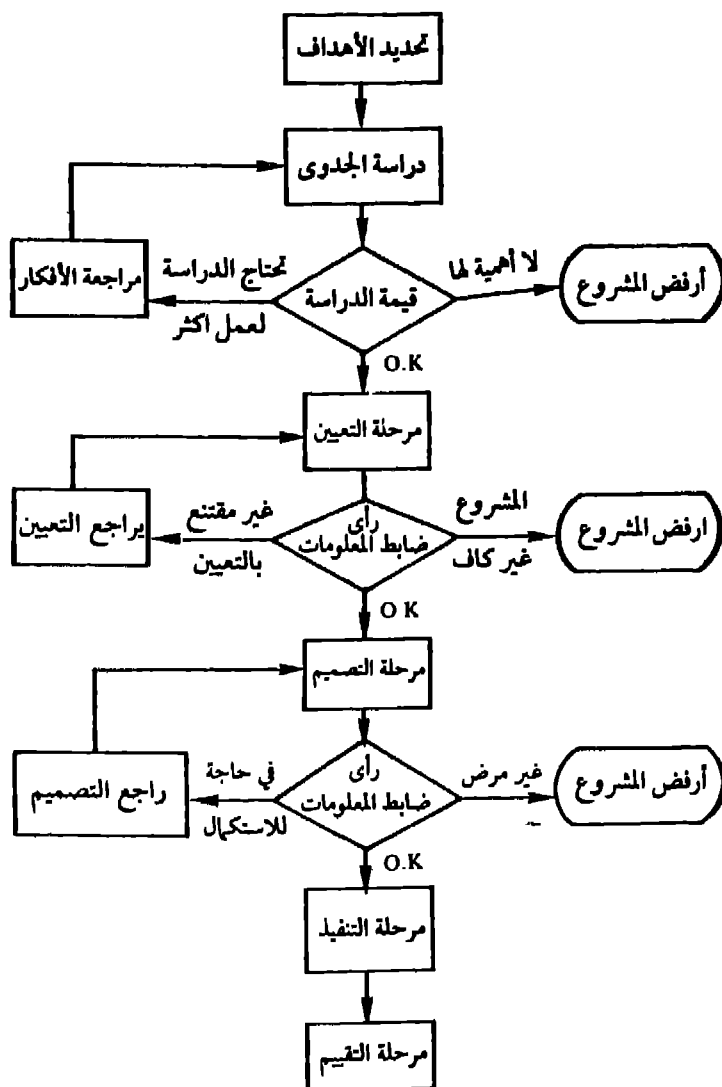 تحديد الأهداف
دراسة الجدوى
لا أهمية لها
أرفض المشروع
قيمة الدراسة
تحتاج الدراسة
لعمل اكثر
مراجعة الأفكار
O.K
مرحلة التعيين
المشروع
غير كاف
ارفض المشروع
رأى
ضابط المعلومات
غير مقتنع
بالتعيين
يراجع التعيين
O K
مرحلة التصميم
غير مرض
أرفض المشروع
رأى
ضابط المعلومات
في حاجة
للاستكمال
راجع التصميم
O.K
مرحلة التنفيذ
مرحلة التقييم